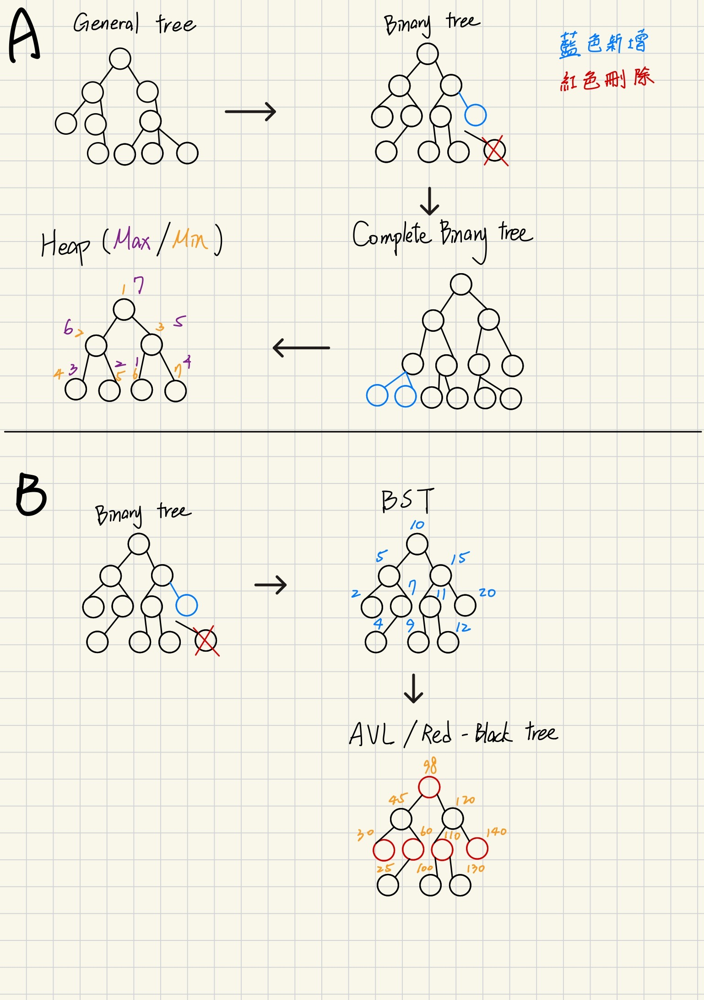 A
General tree
Binary tree
藍色新增
紅色刪除
Heap (Max/Min)
Complete Binary tree
1 7
6 2 3 5
4 3 2 5 1 6 7 4
B
Binary tree
BST
10
5 15
2 7 11 20
4 9 12
AVL / Red - Black tree
98
45 120
30 60 110 140
25 100 130